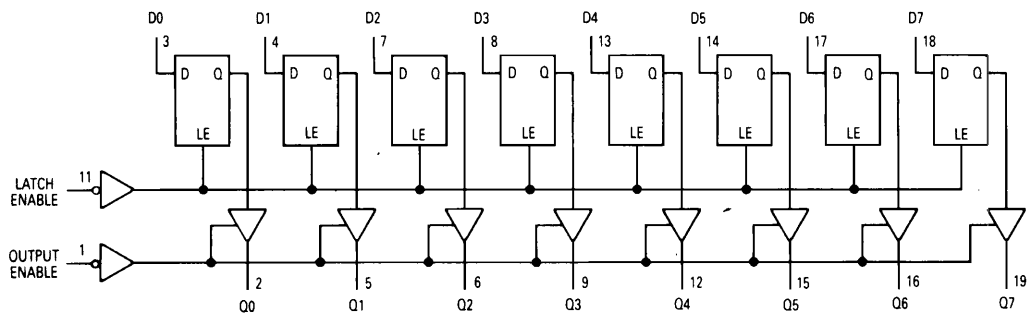 D0 D1 D2 D3 D4 D5 D6 D7
3 4 7 8 13 14 17 18
D Q D Q D Q D Q D Q D Q D Q D Q
LE LE LE LE LE LE LE LE
LATCH ENABLE 11
OUTPUT ENABLE 1
2 5 6 9 12 15 16 19
Q0 Q1 Q2 Q3 Q4 Q5 Q6 Q7